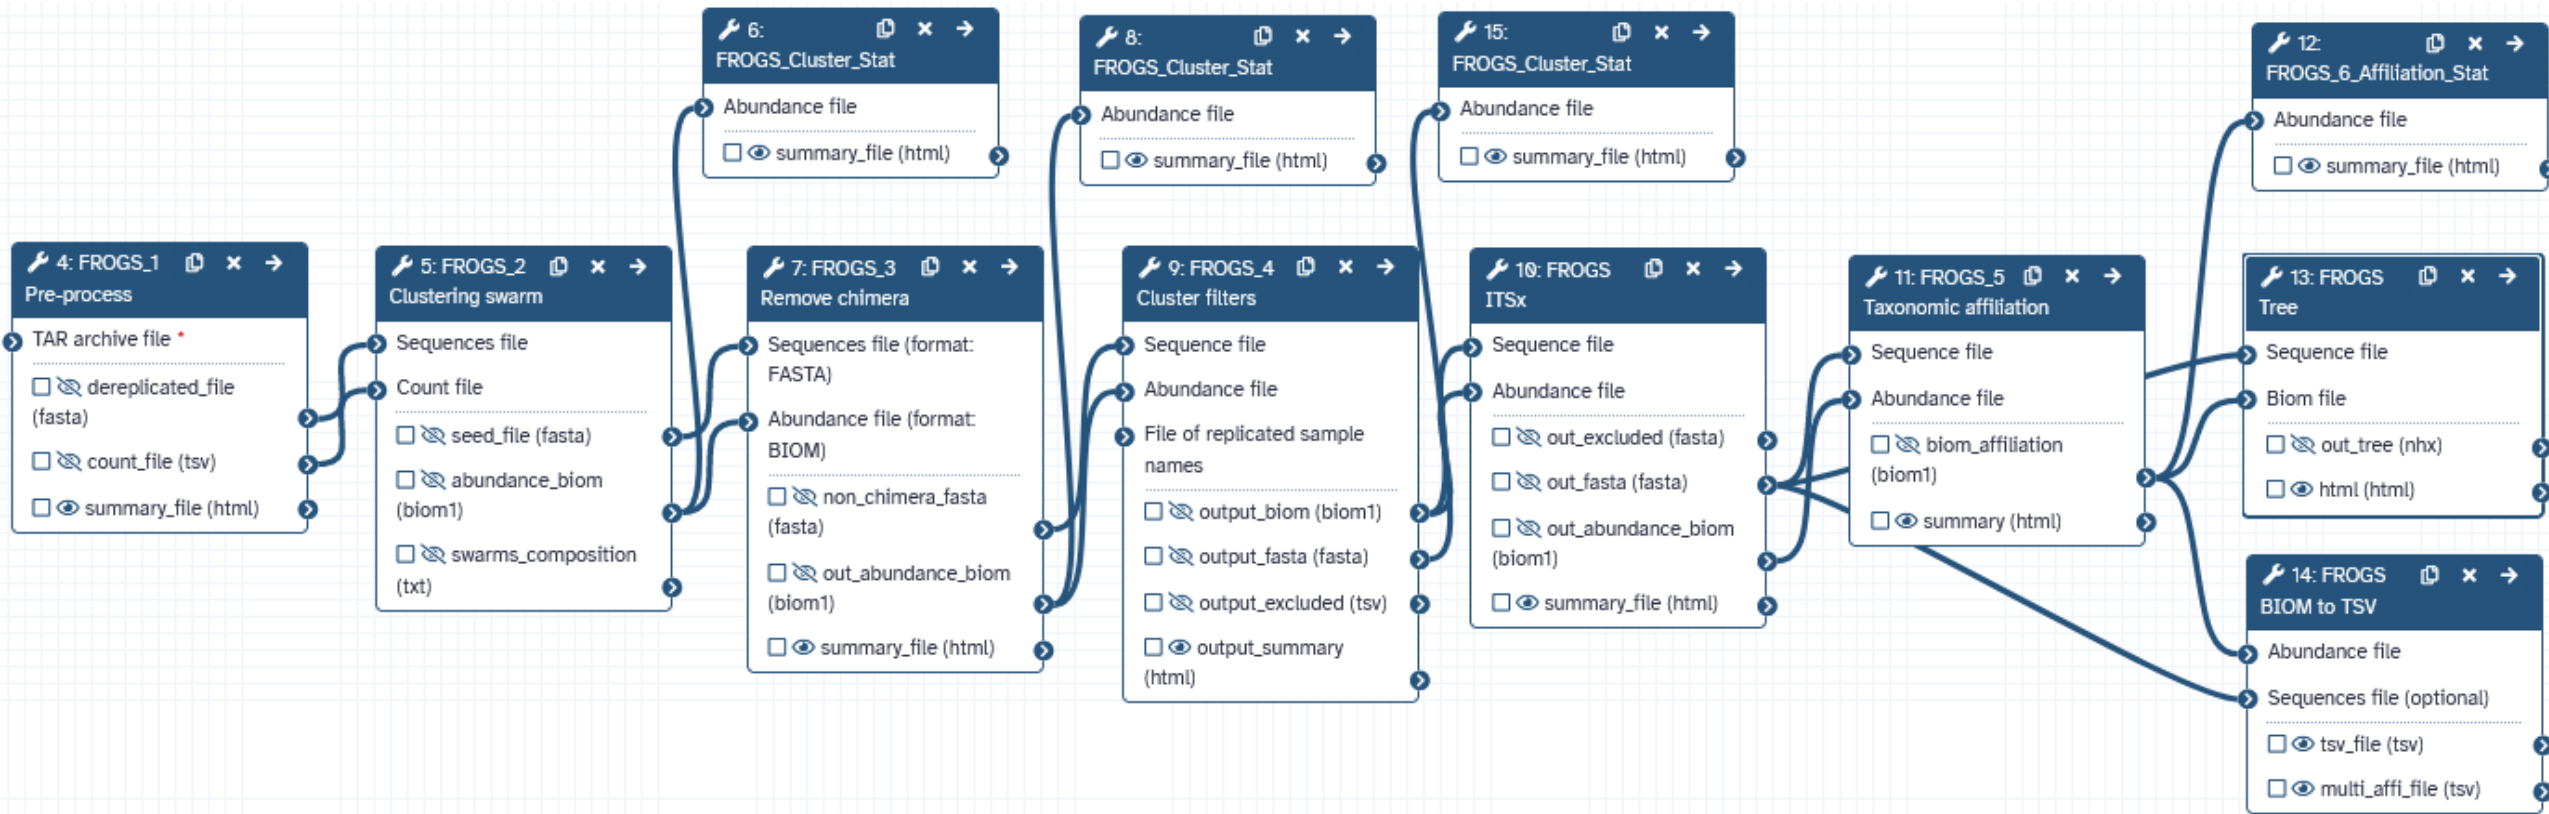 6:
FROGS_Cluster_Stat
Abundance file
summary_file (html)
8:
FROGS_Cluster_Stat
Abundance file
summary_file (html)
15:
FROGS_Cluster_Stat
Abundance file
summary_file (html)
12:
FROGS_6_Affiliation_Stat
Abundance file
summary_file (html)
4: FROGS_1
Pre-process
TAR archive file *
dereplicated_file
(fasta)
count_file (tsv)
summary_file (html)
5: FROGS_2
Clustering swarm
Sequences file
Count file
seed_file (fasta)
abundance_biom
(biom1)
swarms_composition
(txt)
7: FROGS_3
Remove chimera
Sequences file (format:
FASTA)
Abundance file (format:
BIOM)
non_chimera_fasta
(fasta)
out_abundance_biom
(biom1)
summary_file (html)
9: FROGS_4
Cluster filters
Sequence file
Abundance file
File of replicated sample
names
output_biom (biom1)
output_fasta (fasta)
output_excluded (tsv)
output_summary
(html)
10: FROGS
ITSx
Sequence file
Abundance file
out_excluded (fasta)
out_fasta (fasta)
out_abundance_biom
(biom1)
summary_file (html)
11: FROGS_5
Taxonomic affiliation
Sequence file
Abundance file
biom_affiliation
(biom1)
summary (html)
13: FROGS
Tree
Sequence file
Biom file
out_tree (nhx)
html (html)
14: FROGS
BIOM to TSV
Abundance file
Sequences file (optional)
tsv_file (tsv)
multi_affi_file (tsv)